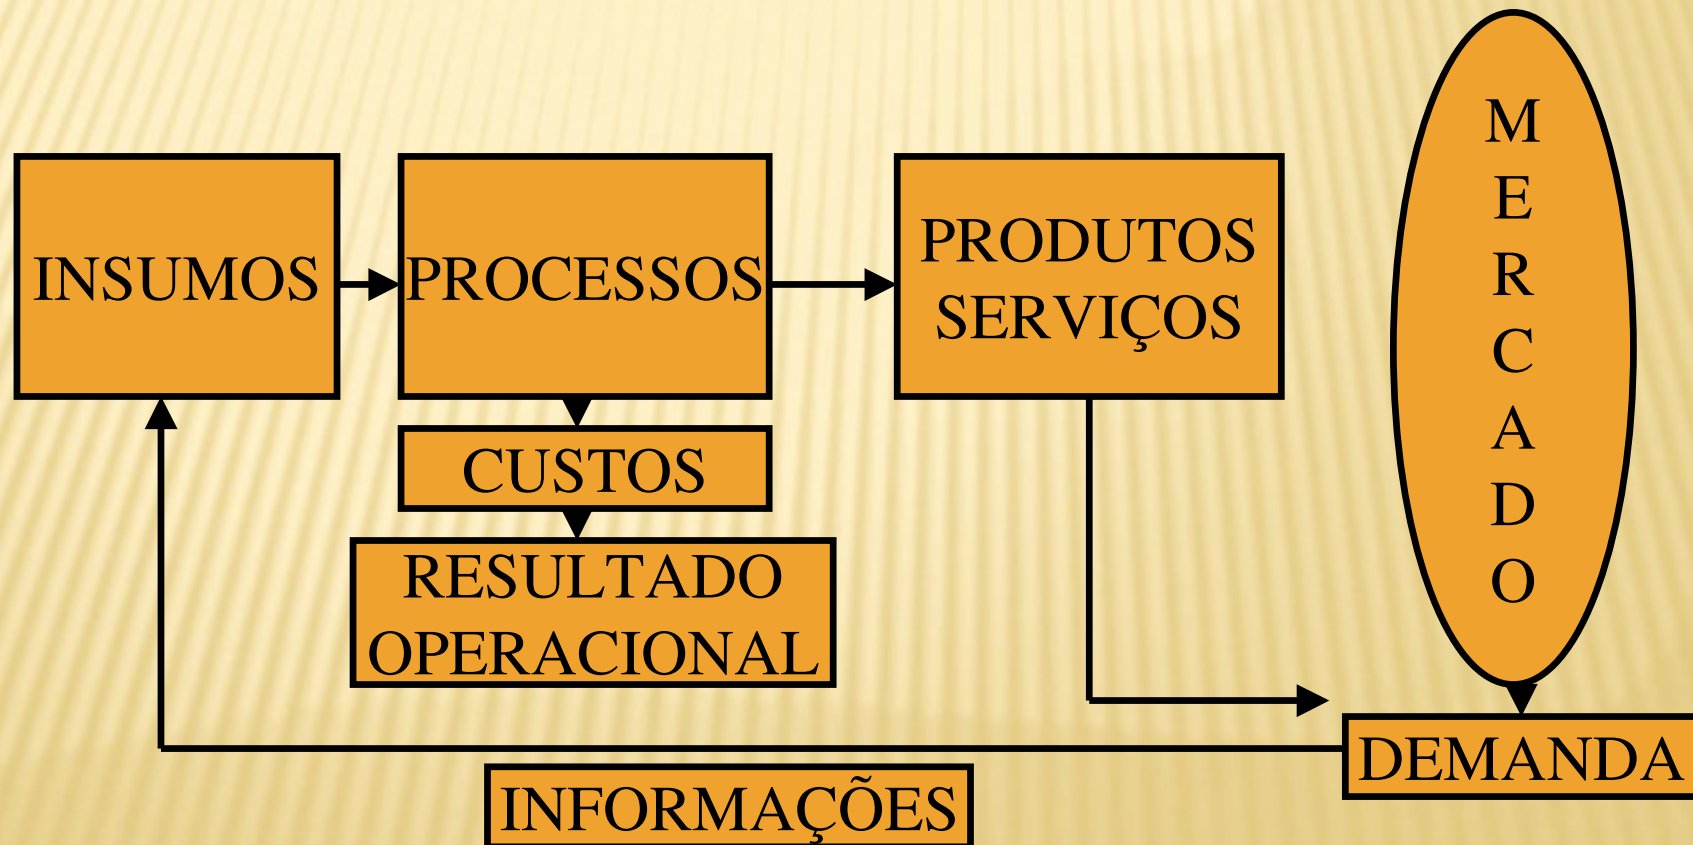 INSUMOS
PROCESSOS
PRODUTOS
SERVIÇOS
M
E
R
C
A
D
O
CUSTOS
RESULTADO
OPERACIONAL
DEMANDA
INFORMAÇÕES